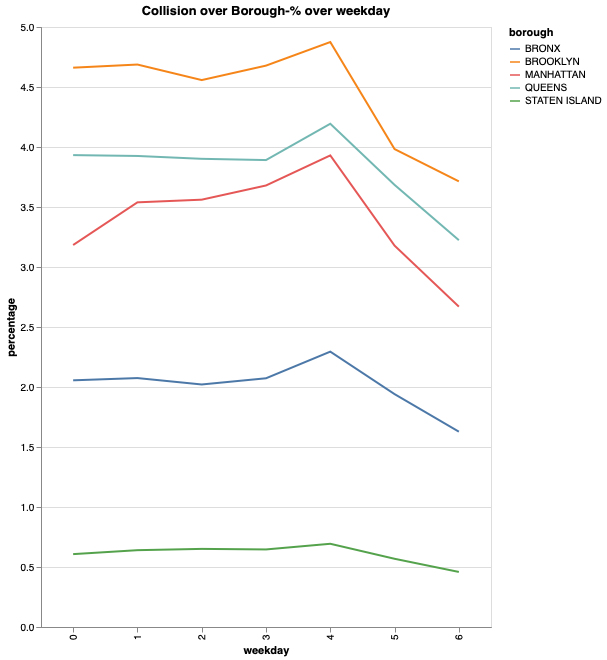 Collision over Borough-% over weekday
borough
BRONX
BROOKLYN
MANHATTAN
QUEENS
STATEN ISLAND
percentage
5.0
4.5
4.0
3.5
3.0
2.5
2.0
1.5
1.0
0.5
0.0
0 1 2 3 4 5 6
weekday